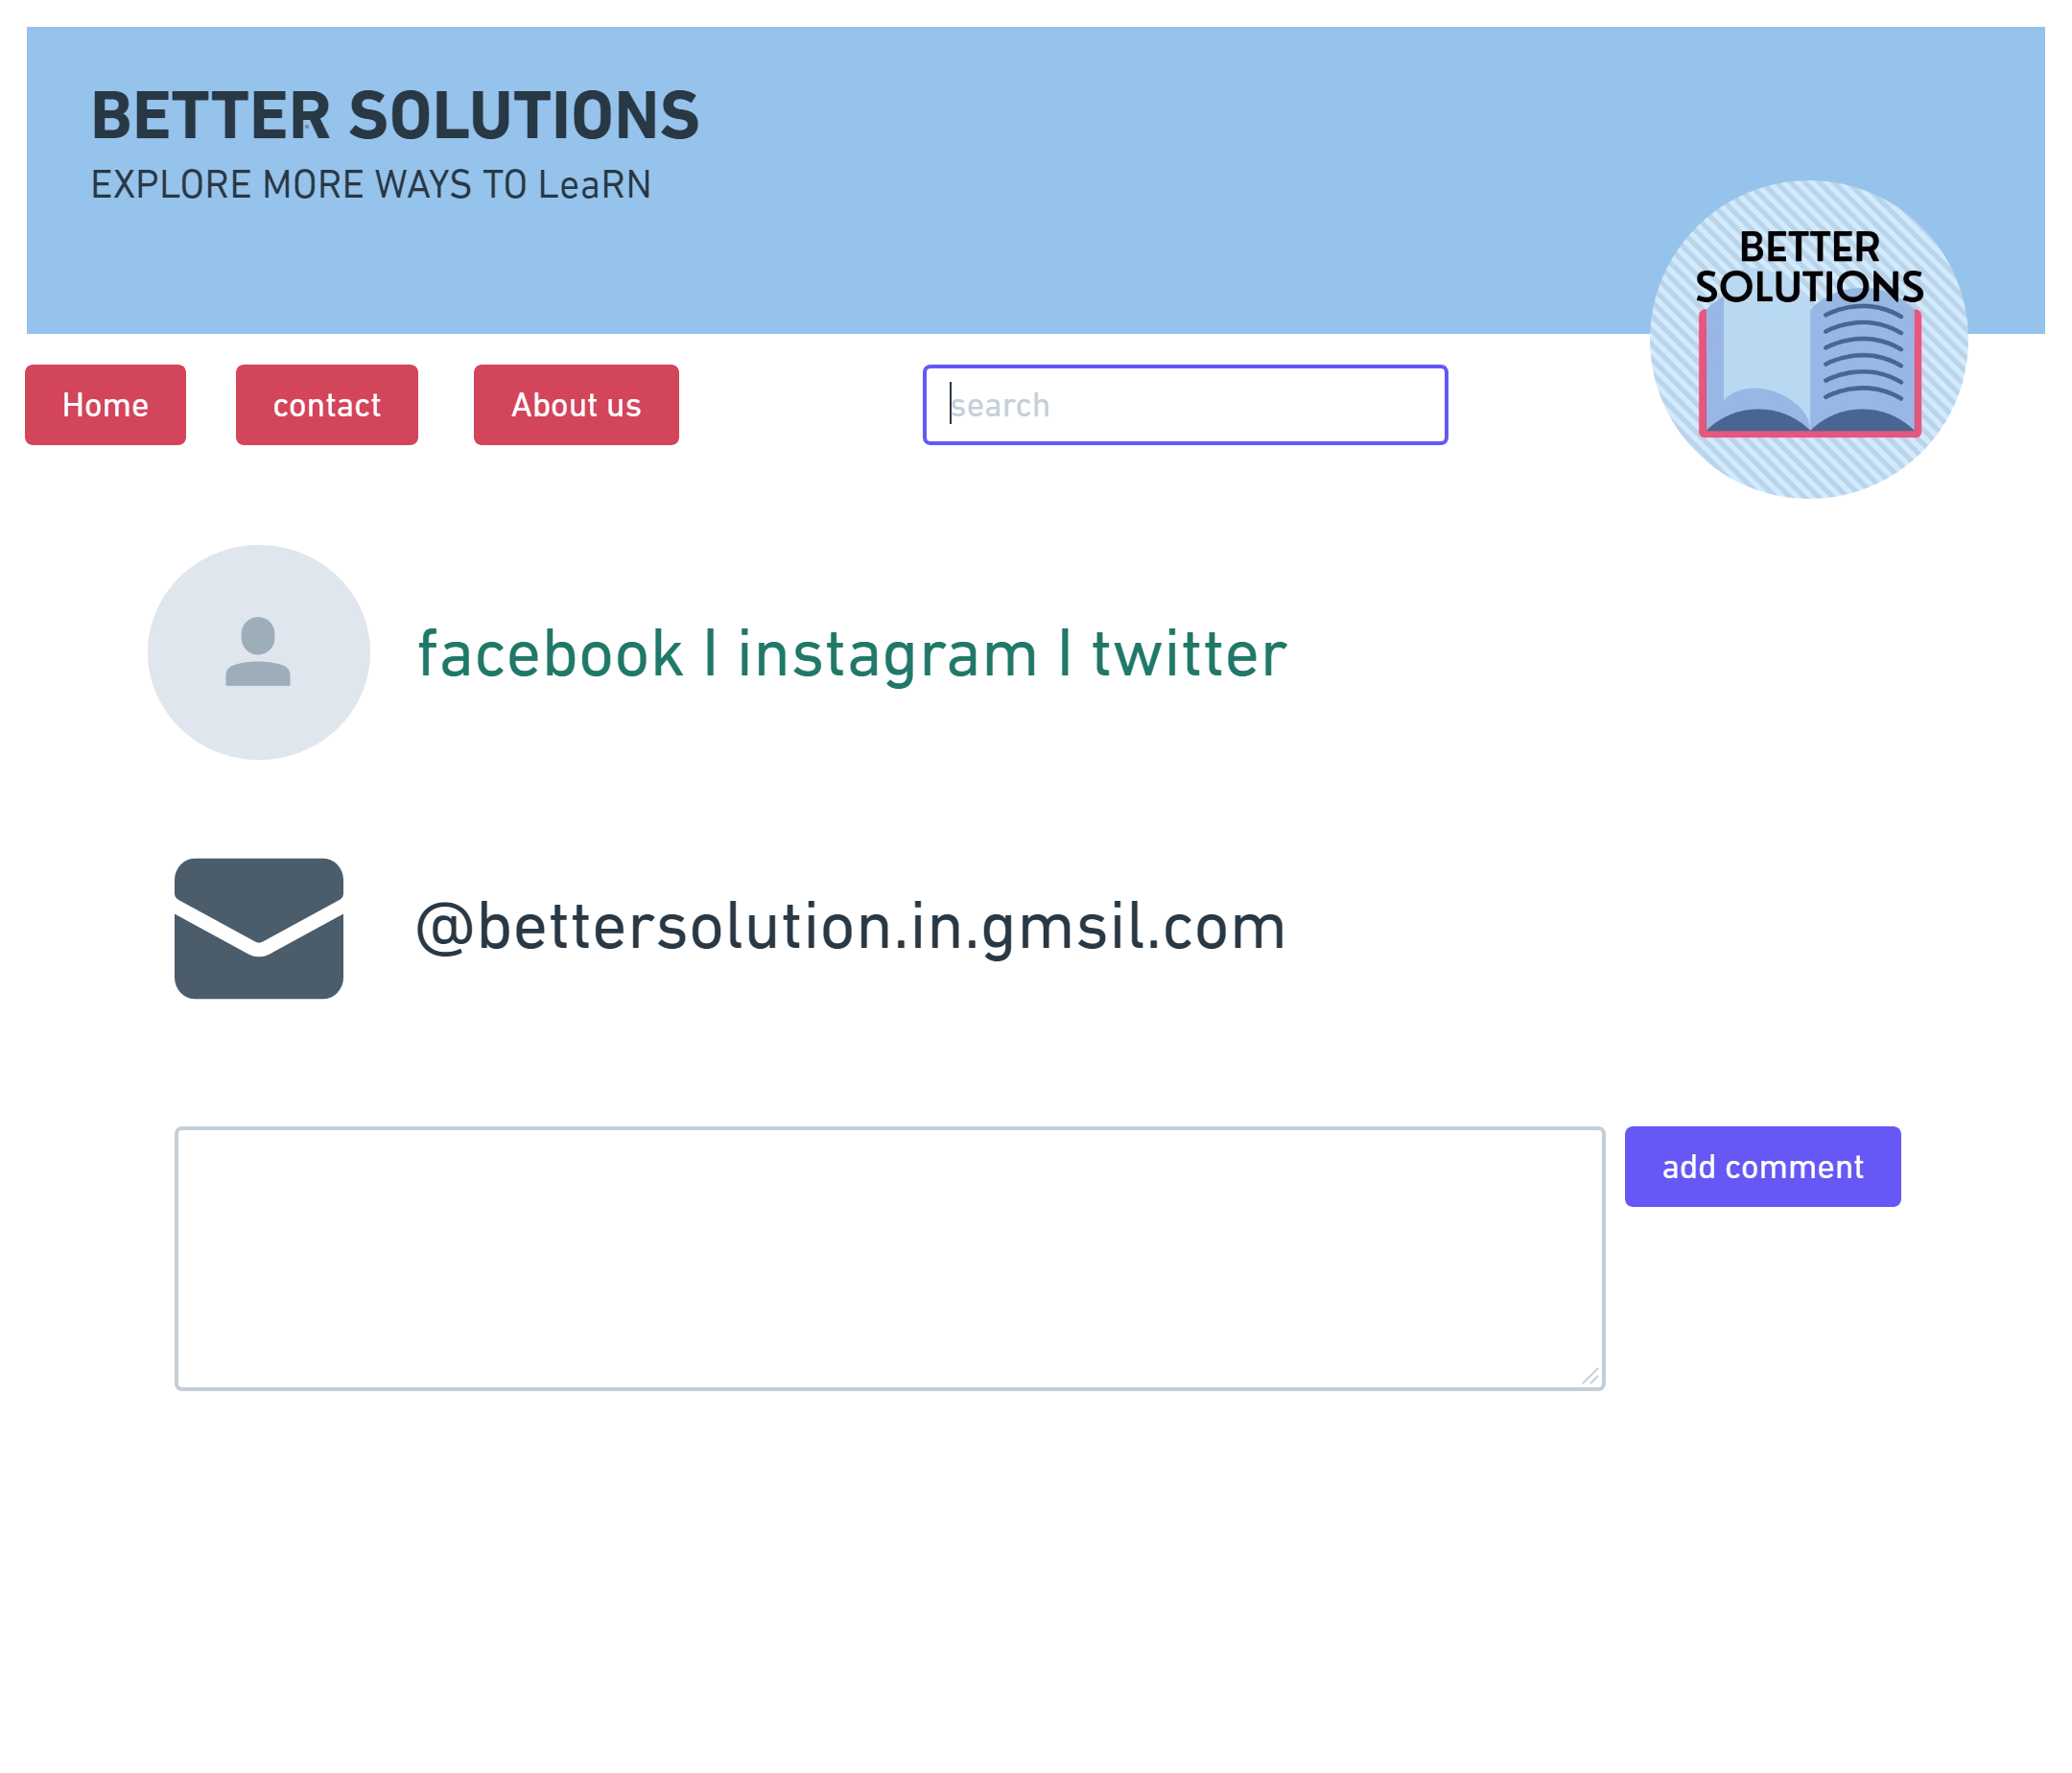 BETTER SOLUTIONS
EXPLORE MORE WAYS TO LeaRN
BETTER
SOLUTIONS
Home contact About us search
facebook I instagram I twitter
@bettersolution.in.gmsil.com
add comment